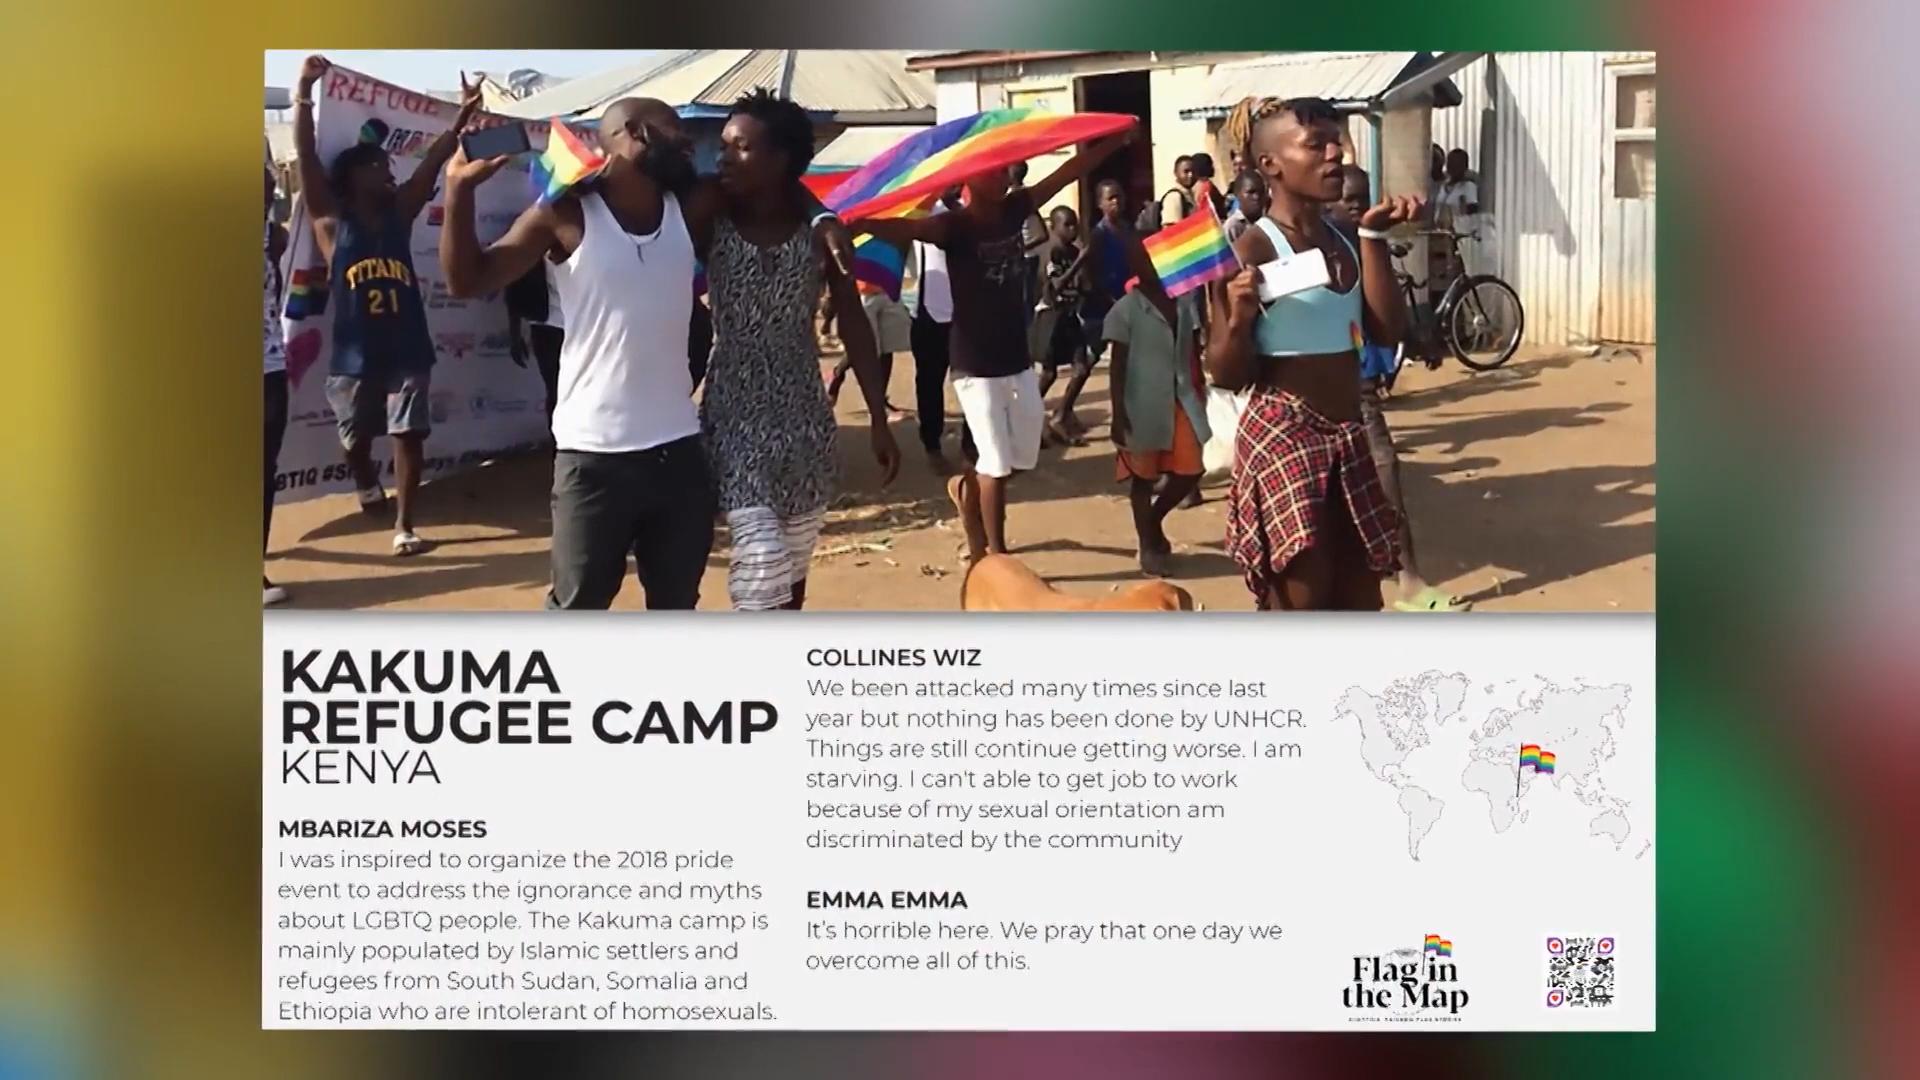 REFUGE
TITANS
21
BTIQ #S
KAKUMA
REFUGEE CAMP
KENYA
MBARIZA MOSES
I was inspired to organize the 2018 pride
event to address the ignorance and myths
about LGBTQ people. The Kakuma camp is
mainly populated by Islamic settlers and
refugees from South Sudan, Somalia and
Ethiopia who are intolerant of homosexuals.
COLLINES WIZ
We been attacked many times since last
year but nothing has been done by UNHCR.
Things are still continue getting worse. I am
starving. I can't able to get job to work
because of my sexual orientation am
discriminated by the community
EMMA EMMA
It's horrible here. We pray that one day we
overcome all of this.
Flag in
the Map